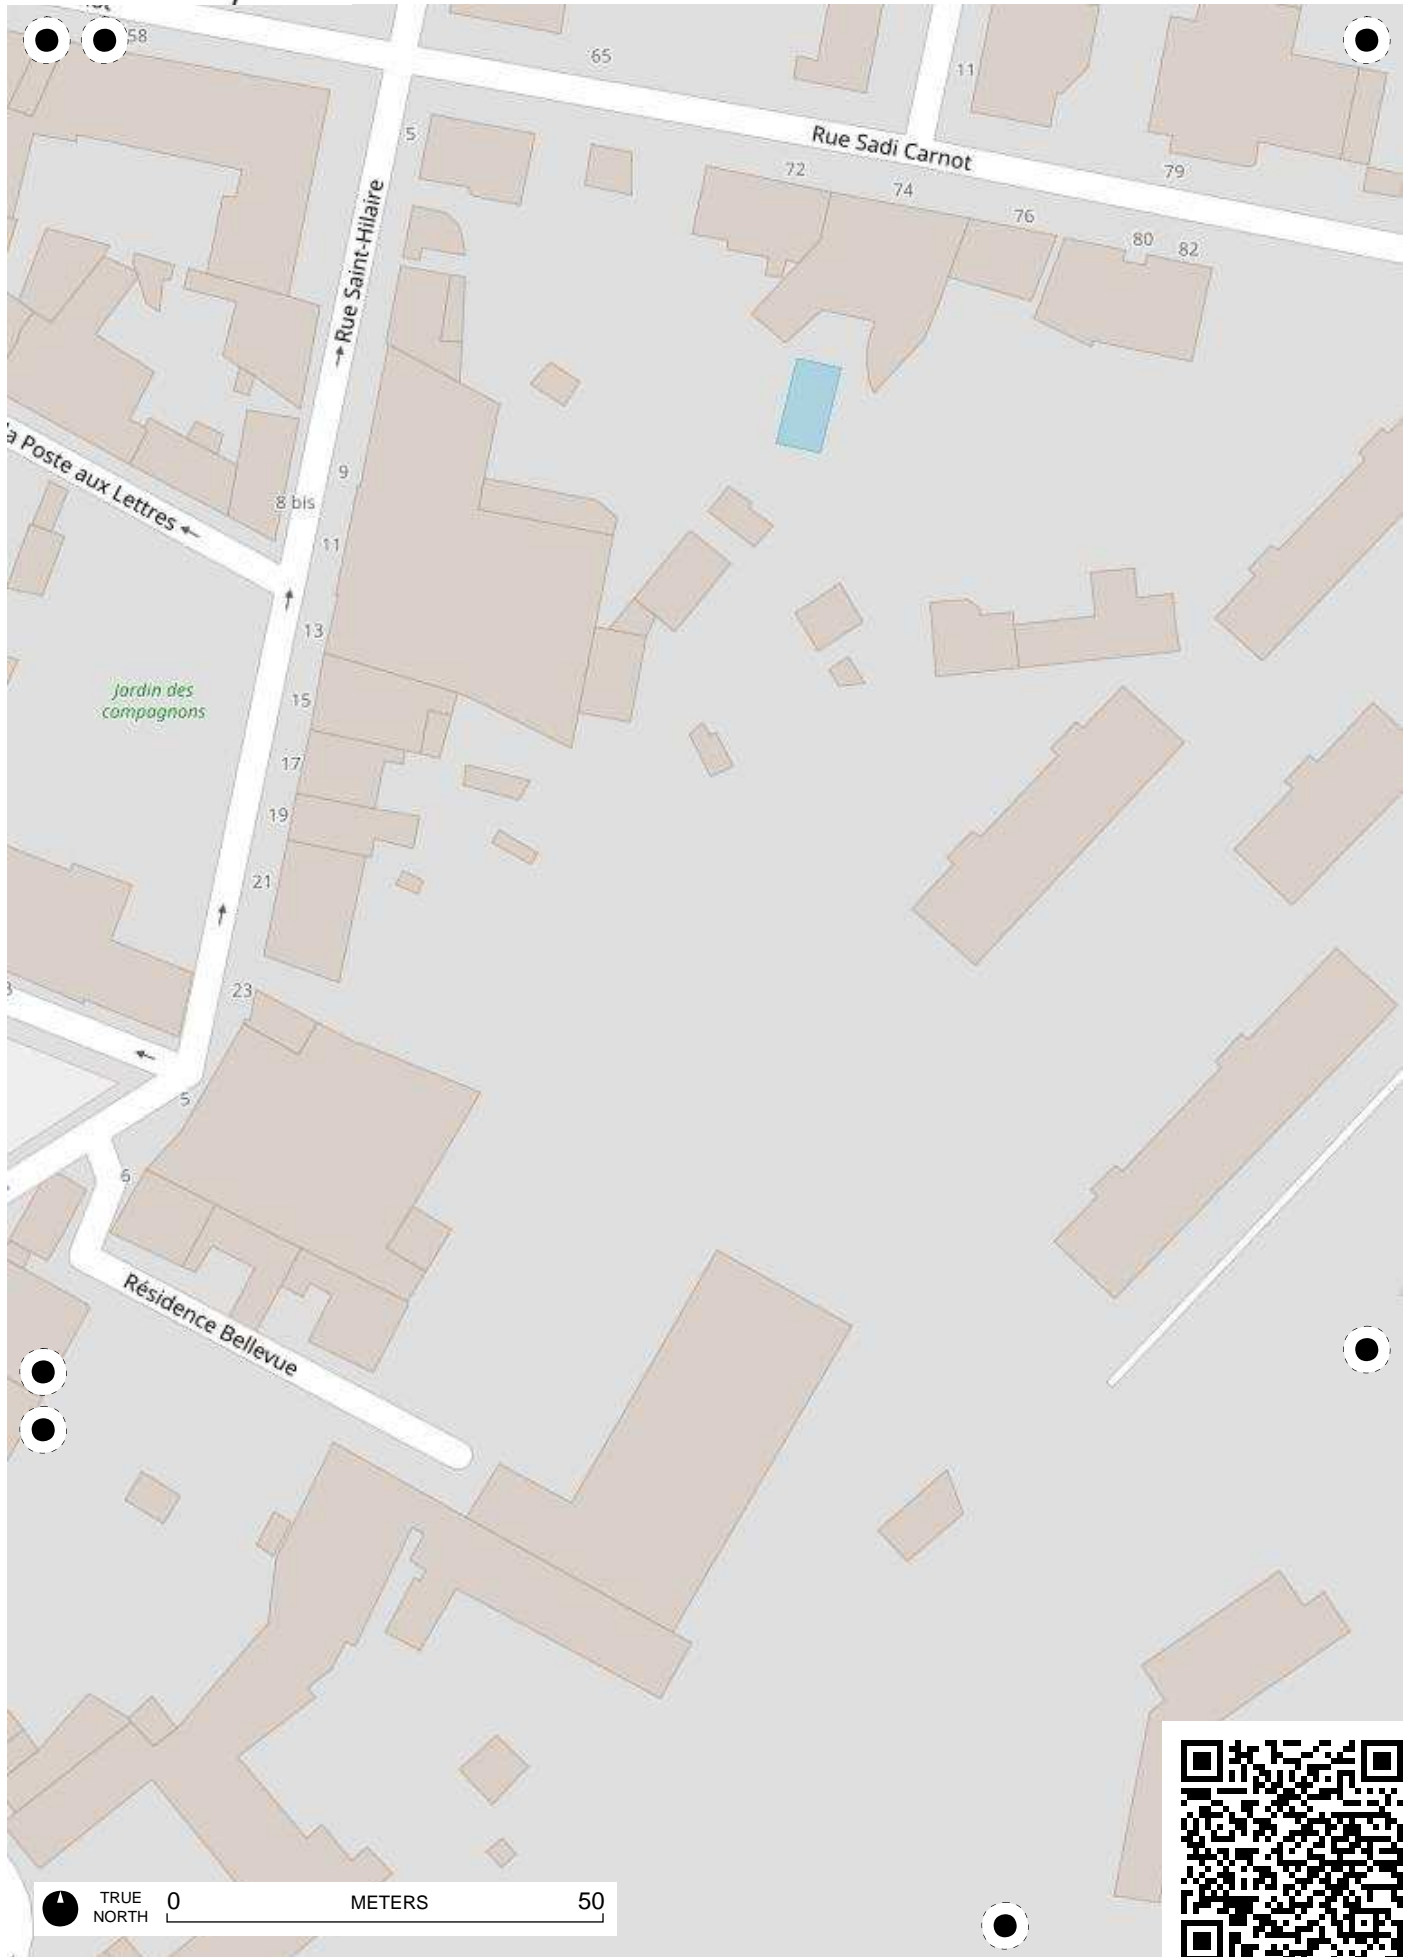 58
65
11
5
Rue Sadi Carnot
72
79
74
76
80
82
Rue Saint-Hilaire
a Poste aux Lettres
9
8 bis
11
13
Jardin des
compagnons
15
17
19
21
23
5
6
Résidence Bellevue
TRUE
NORTH
0
METERS
50